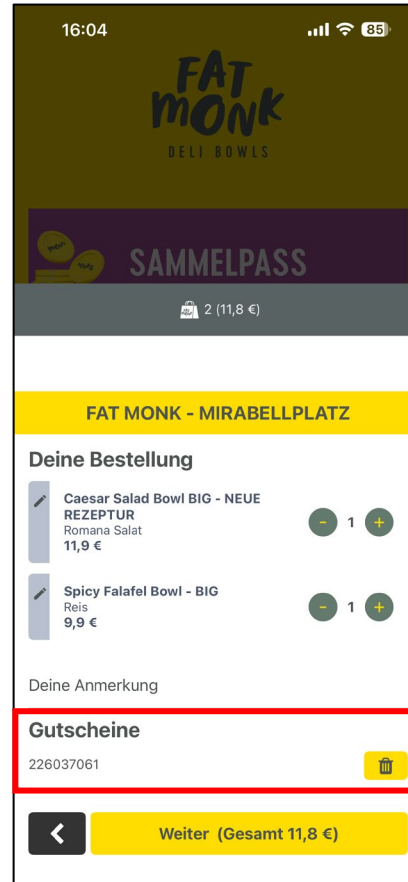 16:04
85
FAT
MONK
DELI BOWLS
SAMMELPASS
2 (11,8 €)
FAT MONK - MIRABELLPLATZ
Deine Bestellung
Caesar Salad Bowl BIG - NEUE
REZEPTUR
Romana Salat
11,9 €
- 1 +
Spicy Falafel Bowl - BIG
Reis
9,9 €
- 1 +
Deine Anmerkung
Gutscheine
226037061
Weiter (Gesamt 11,8 €)